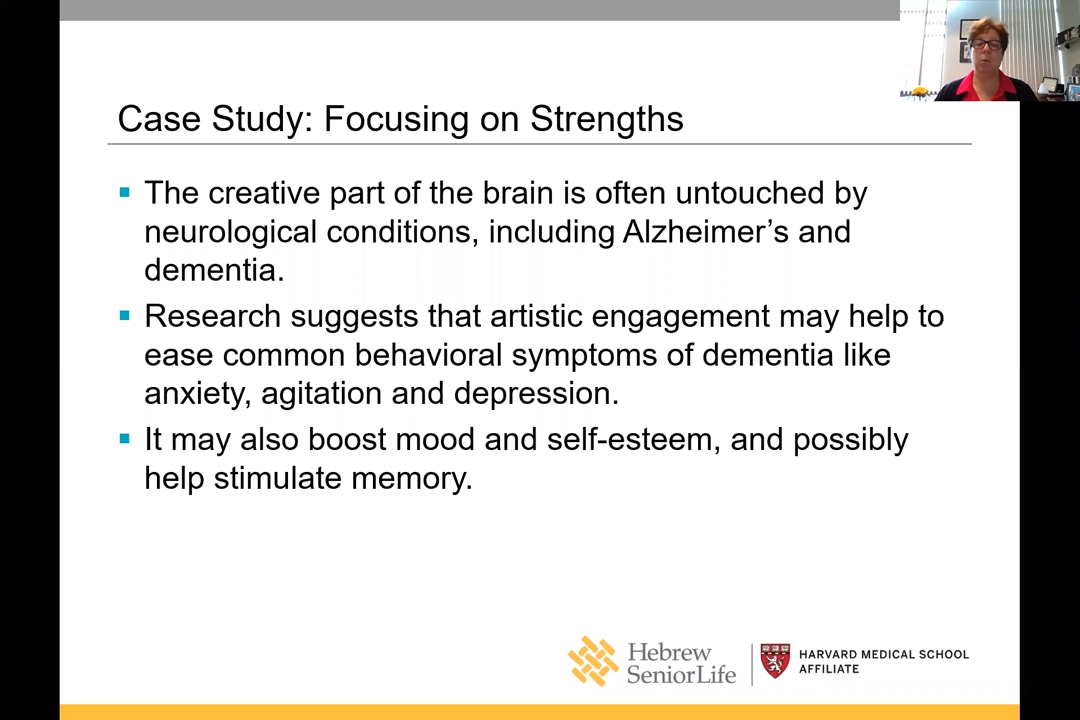 Case Study: Focusing on Strengths
The creative part of the brain is often untouched by
neurological conditions, including Alzheimer’s and
dementia.
Research suggests that artistic engagement may help to
ease common behavioral symptoms of dementia like
anxiety, agitation and depression.
It may also boost mood and self-esteem, and possibly
help stimulate memory.
Hebrew
SeniorLife
HARVARD MEDICAL SCHOOL
AFFILIATE